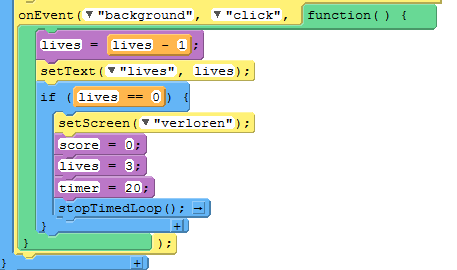 onEvent(▼"background", ▼"click", function() {
lives = lives - 1;
setText(▼"lives", lives);
if (lives == 0) {
setScreen(▼"verloren");
score = 0;
lives = 3;
timer = 20;
stopTimedLoop(); →
} +
} );
} +